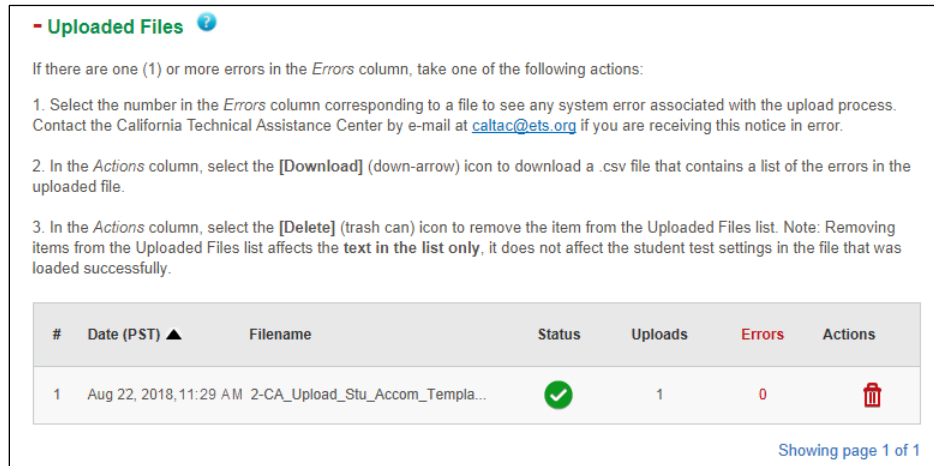 - Uploaded Files ?
If there are one (1) or more errors in the Errors column, take one of the following actions:
1. Select the number in the Errors column corresponding to a file to see any system error associated with the upload process.
Contact the California Technical Assistance Center by e-mail at caltac@ets.org if you are receiving this notice in error.
2. In the Actions column, select the [Download] (down-arrow) icon to download a .csv file that contains a list of the errors in the
uploaded file.
3. In the Actions column, select the [Delete] (trash can) icon to remove the item from the Uploaded Files list. Note: Removing
items from the Uploaded Files list affects the text in the list only, it does not affect the student test settings in the file that was
loaded successfully.
# Date (PST) ▲ Filename Status Uploads Errors Actions
1 Aug 22, 2018,11:29 AM 2-CA_Upload_Stu_Accom_Templa... 1 0
Showing page 1 of 1